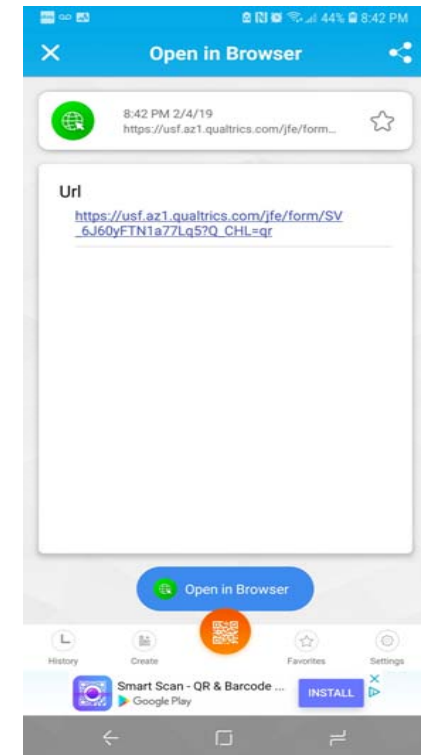 44% 8:42 PM
Open in Browser
8:42 PM 2/4/19
https://usf.az1.qualtrics.com/jfe/form...
Url
https://usf.az1.qualtrics.com/jfe/form/SV
_6J60yFTN1a77Lq5?Q_CHL=qr
Open in Browser
History Create Favorites Settings
Smart Scan - QR & Barcode ...
Google Play
INSTALL